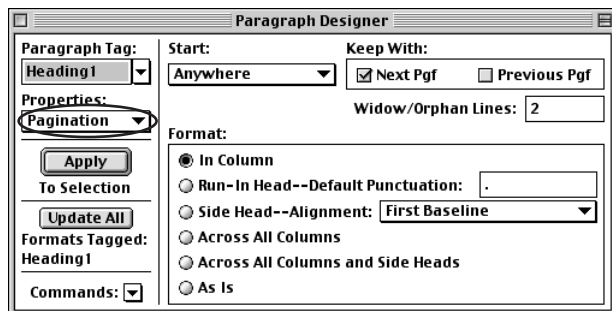 Paragraph Designer
Paragraph Tag:
Heading1
Properties:
Pagination
Apply
To Selection
Update All
Formats Tagged:
Heading1
Commands:
Start:
Anywhere
Keep With:
Next Pgf
Previous Pgf
Widow/Orphan Lines: 2
Format:
In Column
Run-In Head--Default Punctuation: .
Side Head--Alignment: First Baseline
Across All Columns
Across All Columns and Side Heads
As Is